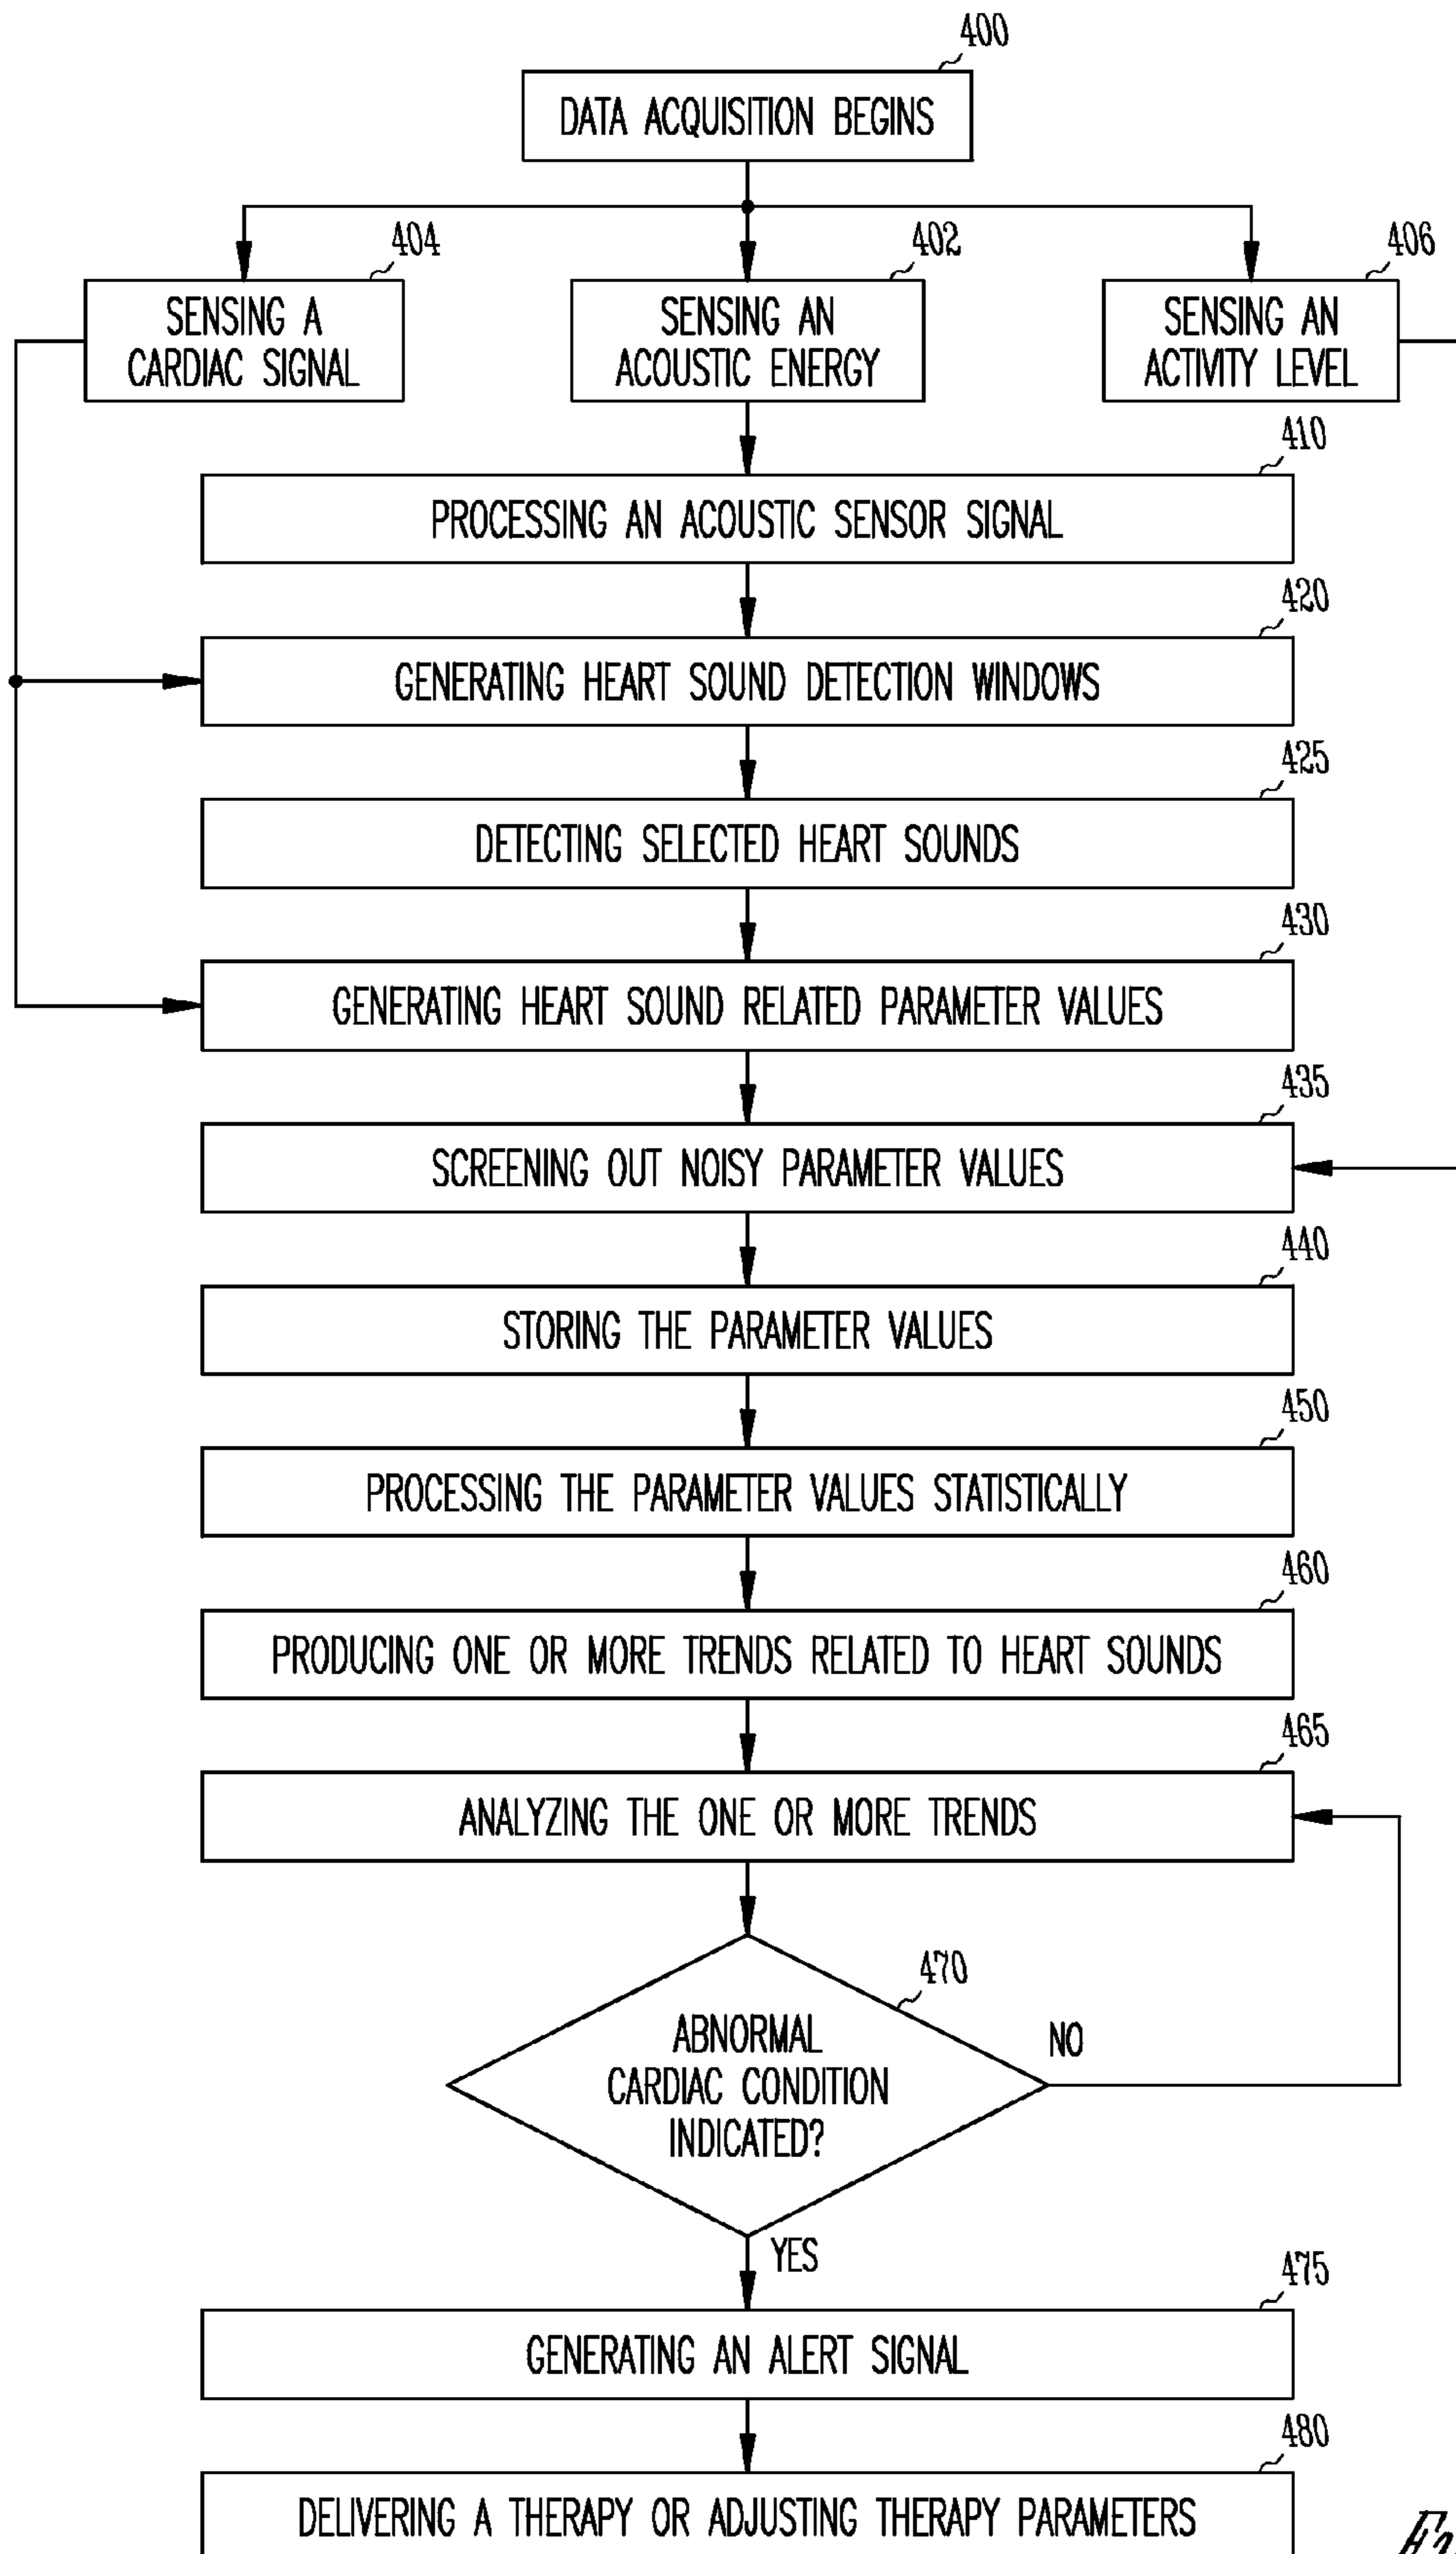 400
DATA ACQUISITION BEGINS
404
402
406
SENSING A
CARDIAC SIGNAL
SENSING AN
ACOUSTIC ENERGY
SENSING AN
ACTIVITY LEVEL
410
PROCESSING AN ACOUSTIC SENSOR SIGNAL
420
GENERATING HEART SOUND DETECTION WINDOWS
425
DETECTING SELECTED HEART SOUNDS
430
GENERATING HEART SOUND RELATED PARAMETER VALUES
435
SCREENING OUT NOISY PARAMETER VALUES
440
STORING THE PARAMETER VALUES
450
PROCESSING THE PARAMETER VALUES STATISTICALLY
460
PRODUCING ONE OR MORE TRENDS RELATED TO HEART SOUNDS
465
ANALYZING THE ONE OR MORE TRENDS
470
ABNORMAL
CARDIAC CONDITION
INDICATED?
NO
YES
475
GENERATING AN ALERT SIGNAL
480
DELIVERING A THERAPY OR ADJUSTING THERAPY PARAMETERS